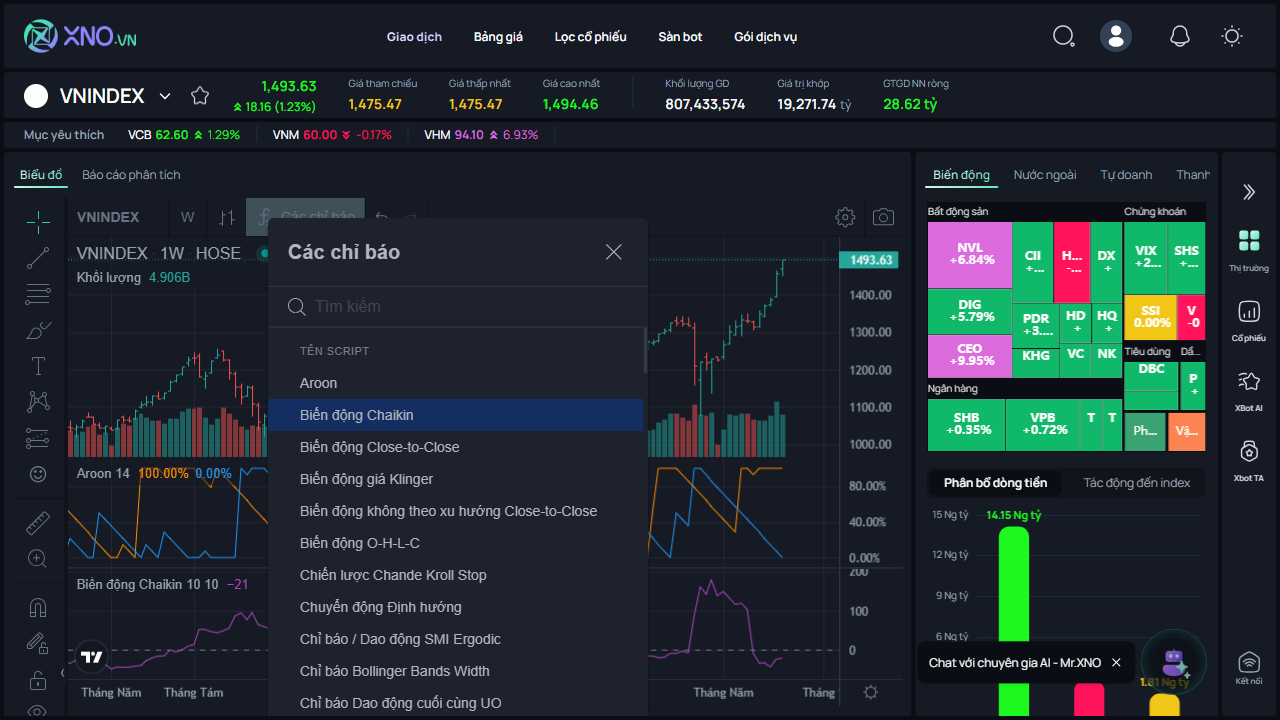 XNO.VN
Giao dịch Bảng giá Lọc cổ phiếu Sàn bot Gói dịch vụ
VNINDEX
1,493.63
18.16 (1.23%)
Giá tham chiếu
1,475.47
Giá thấp nhất
1,475.47
Giá cao nhất
1,494.46
Khối lượng GD
807,433,574
Giá trị khớp
19,271.74 tỷ
GTGD NN ròng
28.62 tỷ
Mục yêu thích VCB 62.60 1.29% VNM 60.00 -0.17% VHM 94.10 6.93%
Biểu đồ Báo cáo phân tích
VNINDEX W Các chỉ báo
VNINDEX · 1W · HOSE
Khối lượng 4.906B
1493.63
1400.00
1300.00
1200.00
1100.00
1000.00
Aroon 14 100.00% 0.00%
80.00%
40.00%
0.00%
Biến động Chaikin 10 10 −21
200
100
0
Tháng Năm Tháng Tám Tháng Năm Tháng
Các chỉ báo
Tìm kiếm
TÊN SCRIPT
Aroon
Biến động Chaikin
Biến động Close-to-Close
Biến động giá Klinger
Biến động không theo xu hướng Close-to-Close
Biến động O-H-L-C
Chiến lược Chande Kroll Stop
Chuyển động Định hướng
Chỉ báo / Dao động SMI Ergodic
Chỉ báo Bollinger Bands Width
Chỉ báo Dao động cuối cùng UO
Biến động Nước ngoài Tự doanh Thanh
Bất động sản
NVL
+6.84%
CII
+...
H...
-...
DX
+
DIG
+5.79%
PDR
+3....
HD
+
HQ
+
CEO
+9.95%
KHG
VC
NK
Chứng khoán
VIX
+2...
SHS
+...
SSI
0.00%
V
-0
Tiêu dùng
DBC
Dầ...
P
+
Ngân hàng
SHB
+0.35%
VPB
+0.72%
T
T
Ph...
Vậ...
Phân bổ dòng tiền Tác động đến index
15 Ng tỷ
14.15 Ng tỷ
12 Ng tỷ
9 Ng tỷ
6 Ng tỷ
1.81 Ng tỷ
Chat với chuyên gia AI - Mr.XNO
Thị trường
Cổ phiếu
XBot AI
Xbot TA
Kết nối